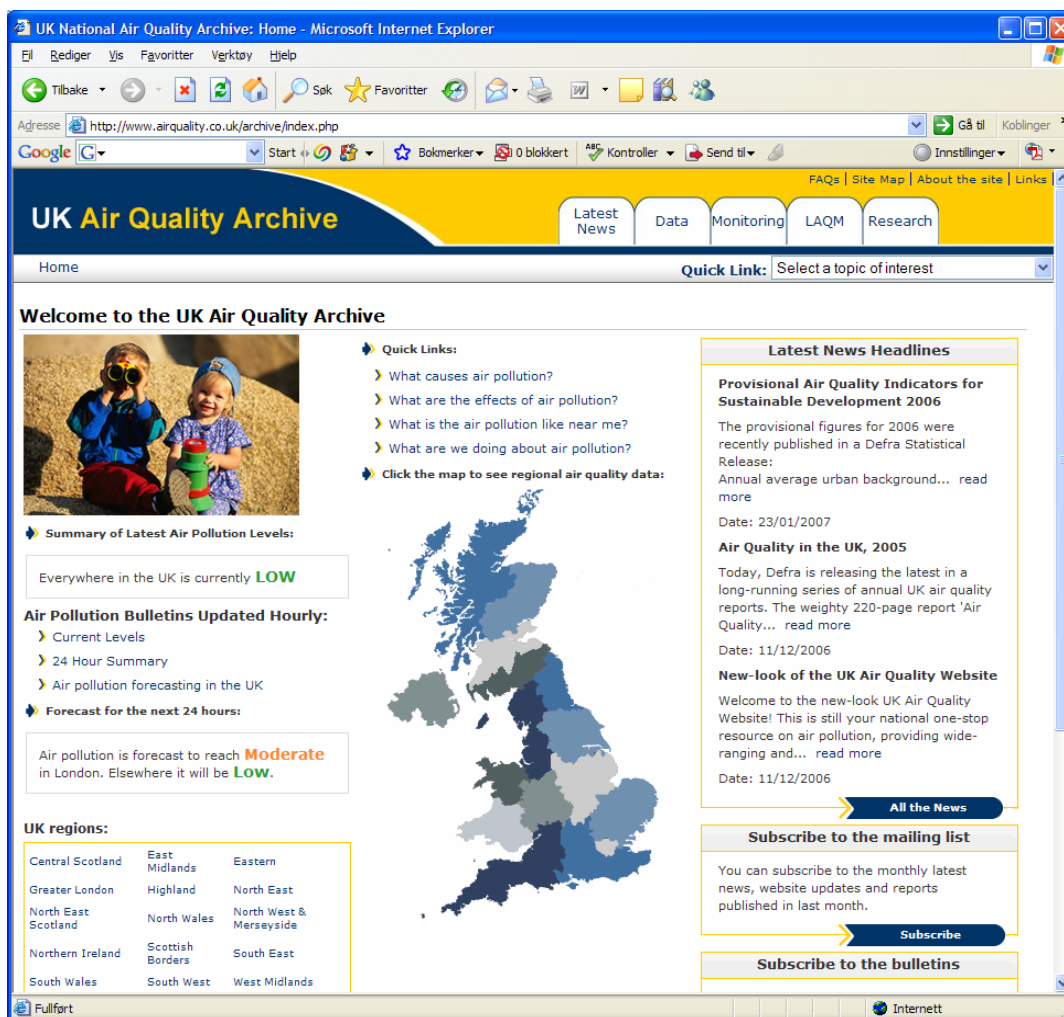 UK National Air Quality Archive: Home - Microsoft Internet Explorer
Fil Rediger Vis Favoritter Verktøy Hjelp
Tilbake Søk Favoritter
Adresse http://www.airquality.co.uk/archive/index.php Gå til Koblinger
Google G Start Bokmerker 0 blokkert ABC Kontroller Send til Innstillinger
FAQs | Site Map | About the site | Links |
UK Air Quality Archive
Latest News
Data
Monitoring
LAQM
Research
Home
Quick Link: Select a topic of interest
Welcome to the UK Air Quality Archive
Summary of Latest Air Pollution Levels:
Everywhere in the UK is currently LOW
Air Pollution Bulletins Updated Hourly:
Current Levels
24 Hour Summary
Air pollution forecasting in the UK
Forecast for the next 24 hours:
Air pollution is forecast to reach Moderate
in London. Elsewhere it will be Low.
UK regions:
Central Scotland
East Midlands
Eastern
Greater London
Highland
North East
North East Scotland
North Wales
North West & Merseyside
Northern Ireland
Scottish Borders
South East
South Wales
South West
West Midlands
Quick Links:
What causes air pollution?
What are the effects of air pollution?
What is the air pollution like near me?
What are we doing about air pollution?
Click the map to see regional air quality data:
Latest News Headlines
Provisional Air Quality Indicators for
Sustainable Development 2006
The provisional figures for 2006 were
recently published in a Defra Statistical
Release:
Annual average urban background... read
more
Date: 23/01/2007
Air Quality in the UK, 2005
Today, Defra is releasing the latest in a
long-running series of annual UK air quality
reports. The weighty 220-page report 'Air
Quality... read more
Date: 11/12/2006
New-look of the UK Air Quality Website
Welcome to the new-look UK Air Quality
Website! This is still your national one-stop
resource on air pollution, providing wide-
ranging and... read more
Date: 11/12/2006
All the News
Subscribe to the mailing list
You can subscribe to the monthly latest
news, website updates and reports
published in last month.
Subscribe
Subscribe to the bulletins
Fullført
Internett